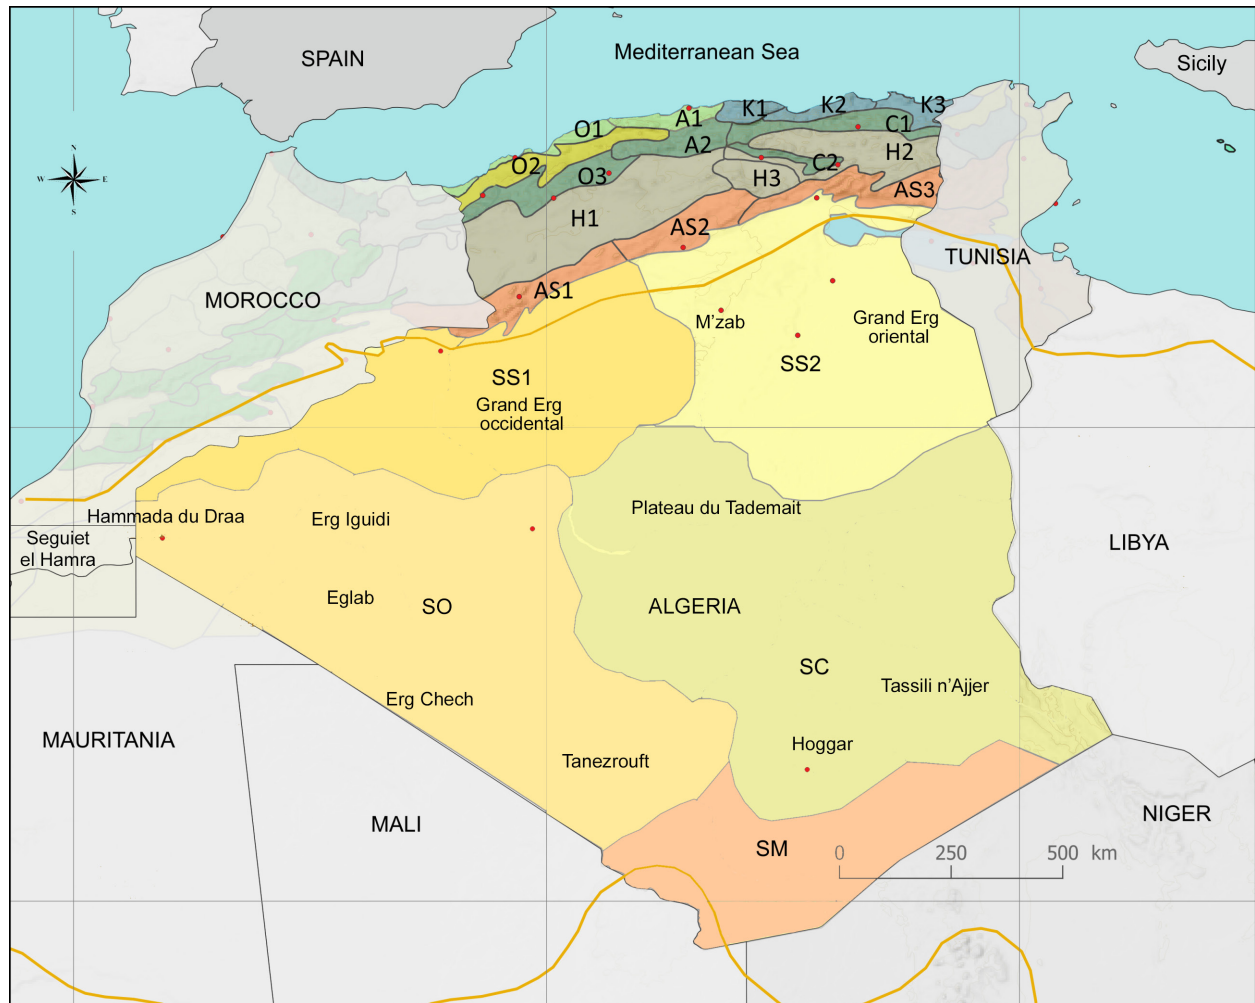 SPAIN
Mediterranean Sea
Sicily
K1
K2
K3
A1
O1
C1
A2
H2
O2
C2
O3
H3
AS3
H1
AS2
N
W
E
S
TUNISIA
MOROCCO
AS1
M'zab
Grand Erg
oriental
SS2
SS1
Grand Erg
occidental
Hammada du Draa
Erg Iguidi
Plateau du Tademait
Seguiet
el Hamra
LIBYA
Eglab
SO
ALGERIA
SC
Erg Chech
Tassili n'Ajjer
MAURITANIA
Hoggar
Tanezrouft
MALI
NIGER
SM
0
250
500 km